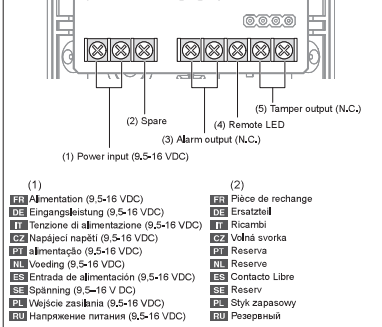 (2) Spare
(5) Tamper output (N.C.)
(4) Remote LED
(3) Alarm output (N.C.)
(1) Power input (9.5-16 VDC)
(1)
FR Alimentation (9,5-16 VDC)
DE Eingangsleistung (9,5-16 VDC)
IT Tenzione di alimentazione (9.5-16 VDC)
CZ Napájecí napětí (9,5-16 VDC)
PT alimentação (9.5-16 VDC)
NL Voeding (9,5-16 VDC)
ES Entrada de alimentación (9,5-16 VDC)
SE Spänning (9,5–16 V DC)
PL Wejście zasilania (9.5-16 VDC)
RU Напряжение питания (9.5-16 VDC)
(2)
FR Pièce de rechange
DE Ersatzteil
IT Ricambi
CZ Volná svorka
PT Reserva
NL Reserve
ES Contacto Libre
SE Reserv
PL Styk zapasowy
RU Резервный